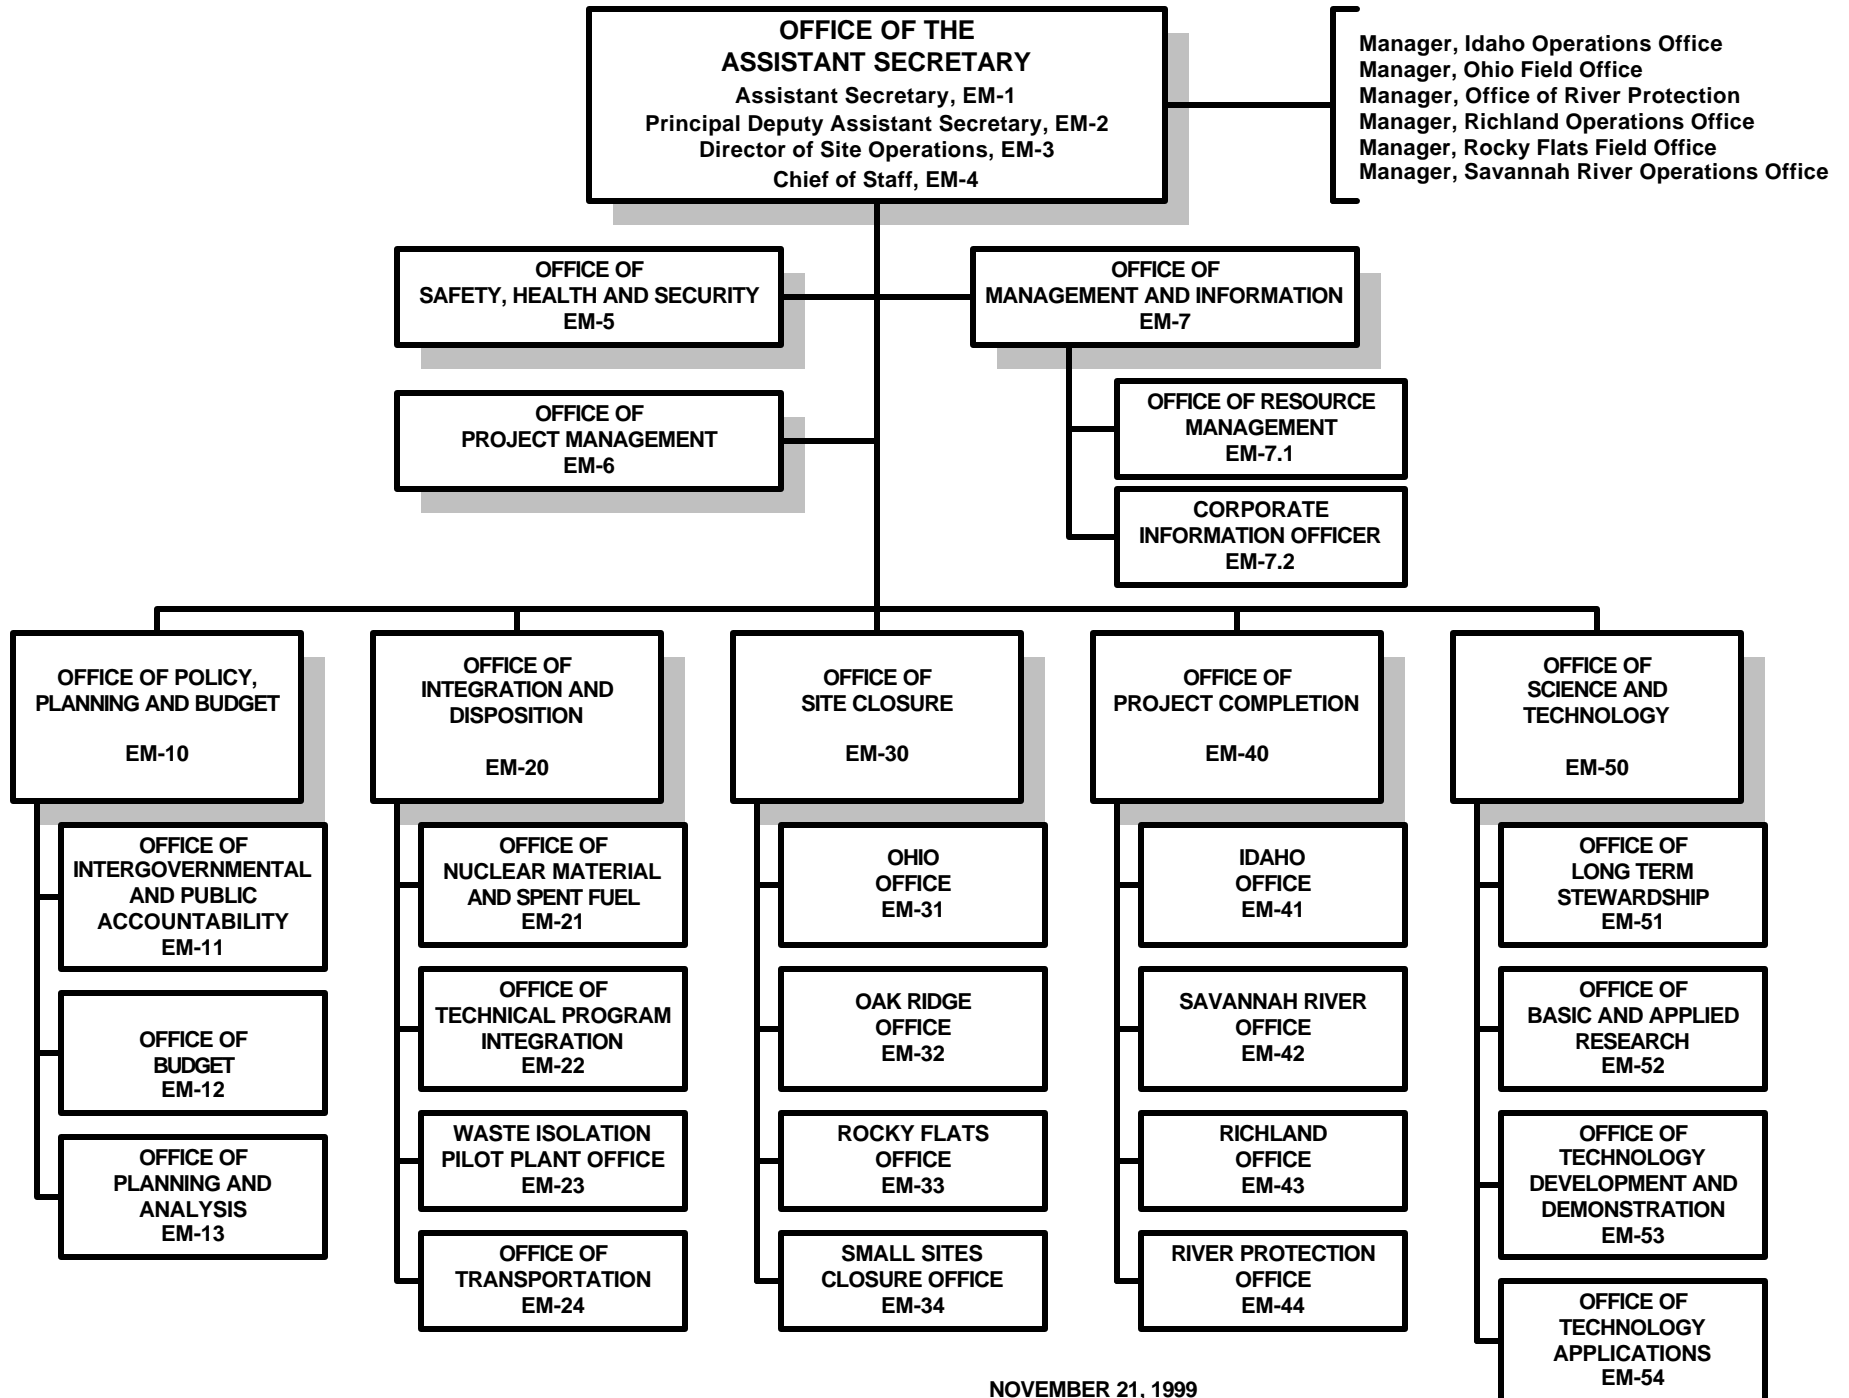 OFFICE OF THE
ASSISTANT SECRETARY
Assistant Secretary, EM-1
Principal Deputy Assistant Secretary, EM-2
Director of Site Operations, EM-3
Chief of Staff, EM-4
Manager, Idaho Operations Office
Manager, Ohio Field Office
Manager, Office of River Protection
Manager, Richland Operations Office
Manager, Rocky Flats Field Office
Manager, Savannah River Operations Office
OFFICE OF
SAFETY, HEALTH AND SECURITY
EM-5
OFFICE OF
MANAGEMENT AND INFORMATION
EM-7
OFFICE OF
PROJECT MANAGEMENT
EM-6
OFFICE OF RESOURCE
MANAGEMENT
EM-7.1
CORPORATE
INFORMATION OFFICER
EM-7.2
OFFICE OF POLICY,
PLANNING AND BUDGET
EM-10
OFFICE OF
INTERGOVERNMENTAL
AND PUBLIC
ACCOUNTABILITY
EM-11
OFFICE OF
BUDGET
EM-12
OFFICE OF
PLANNING AND
ANALYSIS
EM-13
OFFICE OF
INTEGRATION AND
DISPOSITION
EM-20
OFFICE OF
NUCLEAR MATERIAL
AND SPENT FUEL
EM-21
OFFICE OF
TECHNICAL PROGRAM
INTEGRATION
EM-22
WASTE ISOLATION
PILOT PLANT OFFICE
EM-23
OFFICE OF
TRANSPORTATION
EM-24
OFFICE OF
SITE CLOSURE
EM-30
OHIO
OFFICE
EM-31
OAK RIDGE
OFFICE
EM-32
ROCKY FLATS
OFFICE
EM-33
SMALL SITES
CLOSURE OFFICE
EM-34
OFFICE OF
PROJECT COMPLETION
EM-40
IDAHO
OFFICE
EM-41
SAVANNAH RIVER
OFFICE
EM-42
RICHLAND
OFFICE
EM-43
RIVER PROTECTION
OFFICE
EM-44
OFFICE OF
SCIENCE AND
TECHNOLOGY
EM-50
OFFICE OF
LONG TERM
STEWARDSHIP
EM-51
OFFICE OF
BASIC AND APPLIED
RESEARCH
EM-52
OFFICE OF
TECHNOLOGY
DEVELOPMENT AND
DEMONSTRATION
EM-53
OFFICE OF
TECHNOLOGY
APPLICATIONS
EM-54
NOVEMBER 21, 1999